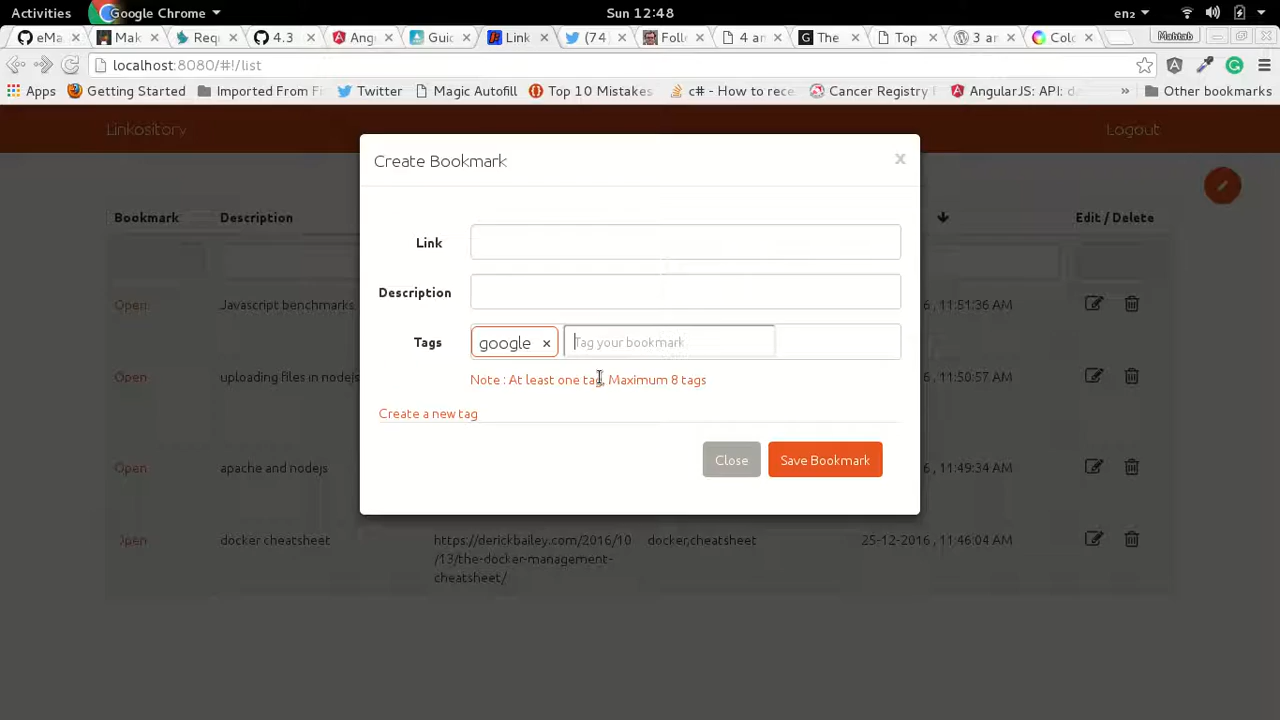 Activities Google Chrome Sun 12:48 en2
eMa Mak Req 4.3 Ang Guid Link (74 Follo 4 an The Top 3 ar Colo Mahtab
localhost:8080/#!/list
Apps Getting Started Imported From Fi Twitter Magic Autofill Top 10 Mistakes c# - How to rece Cancer Registry AngularJS: API: d » Other bookmarks
Linkository Logout
Create Bookmark x
Bookmark Description Edit / Delete
Link
Description
Open Javascript benchmarks 6 , 11:51:36 AM
Tags google × Tag your bookmark
Note : At least one tag, Maximum 8 tags
Open uploading files in nodejs 6 , 11:50:57 AM
Create a new tag
Close Save Bookmark
Open apache and nodejs 6 , 11:49:34 AM
Open docker cheatsheet https://derickbailey.com/2016/10 docker,cheatsheet 25-12-2016 , 11:46:04 AM
/13/the-docker-management-
cheatsheet/